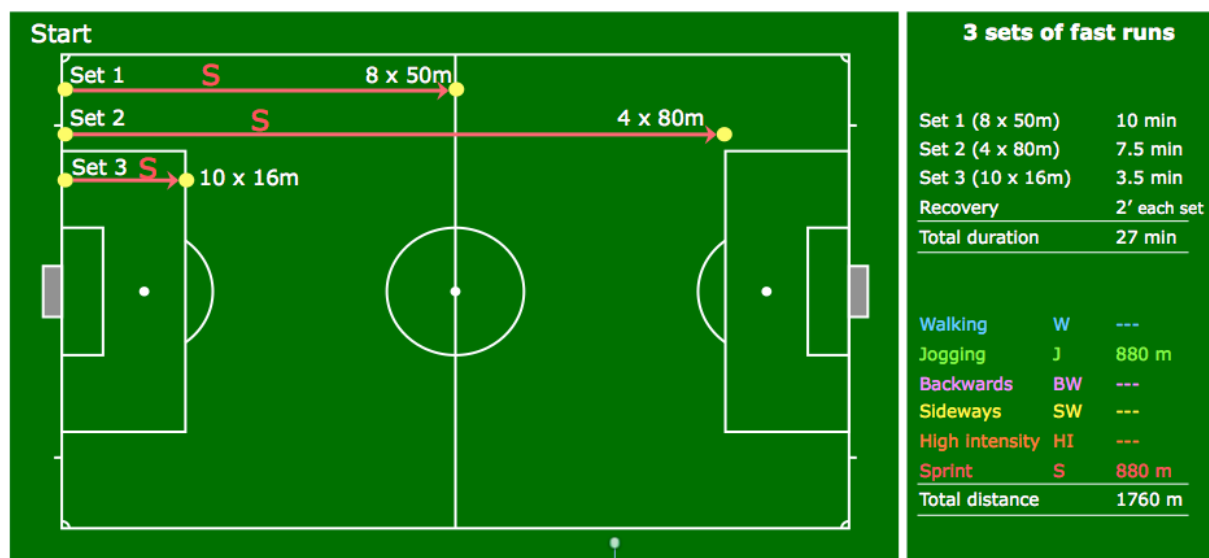 Start
Set 1 S 8 x 50m
Set 2 S 4 x 80m
Set 3 S 10 x 16m
3 sets of fast runs
Set 1 (8 x 50m) 10 min
Set 2 (4 x 80m) 7.5 min
Set 3 (10 x 16m) 3.5 min
Recovery 2’ each set
Total duration 27 min
Walking W ---
Jogging J 880 m
Backwards BW ---
Sideways SW ---
High intensity HI ---
Sprint S 880 m
Total distance 1760 m